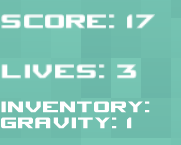 SCORE: 17
LIVES: 3
INVENTORY:
GRAVITY: 1